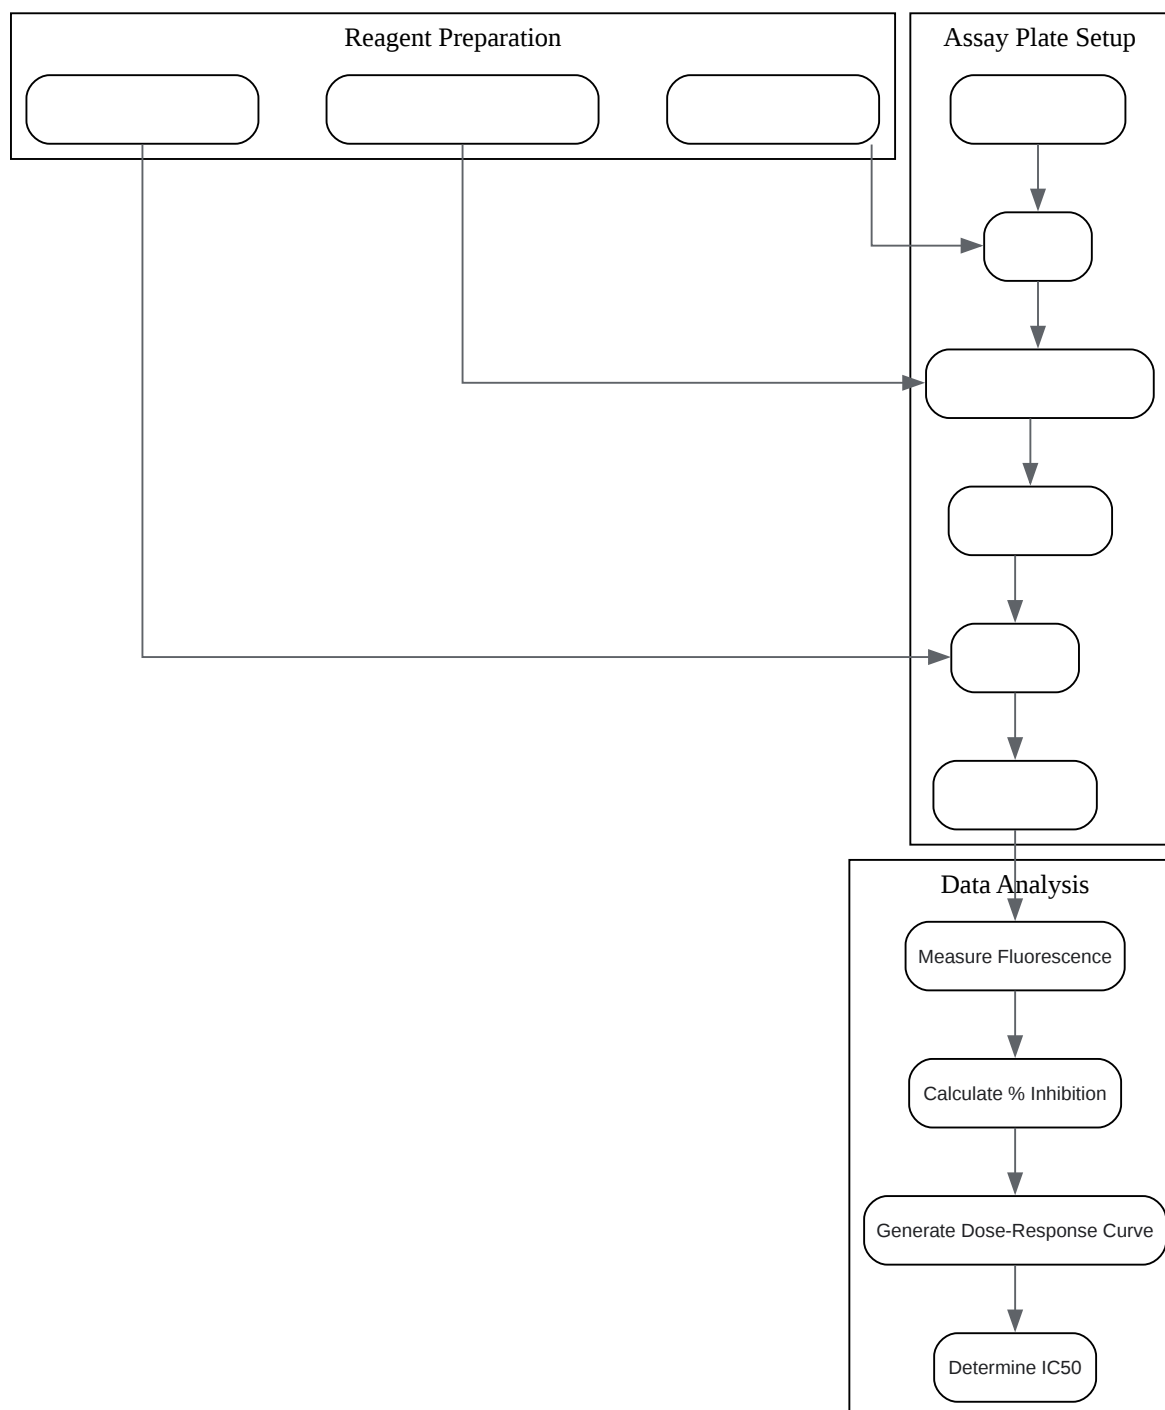 Reagent Preparation
Assay Plate Setup
Data Analysis
Measure Fluorescence
Calculate % Inhibition
Generate Dose-Response Curve
Determine IC50